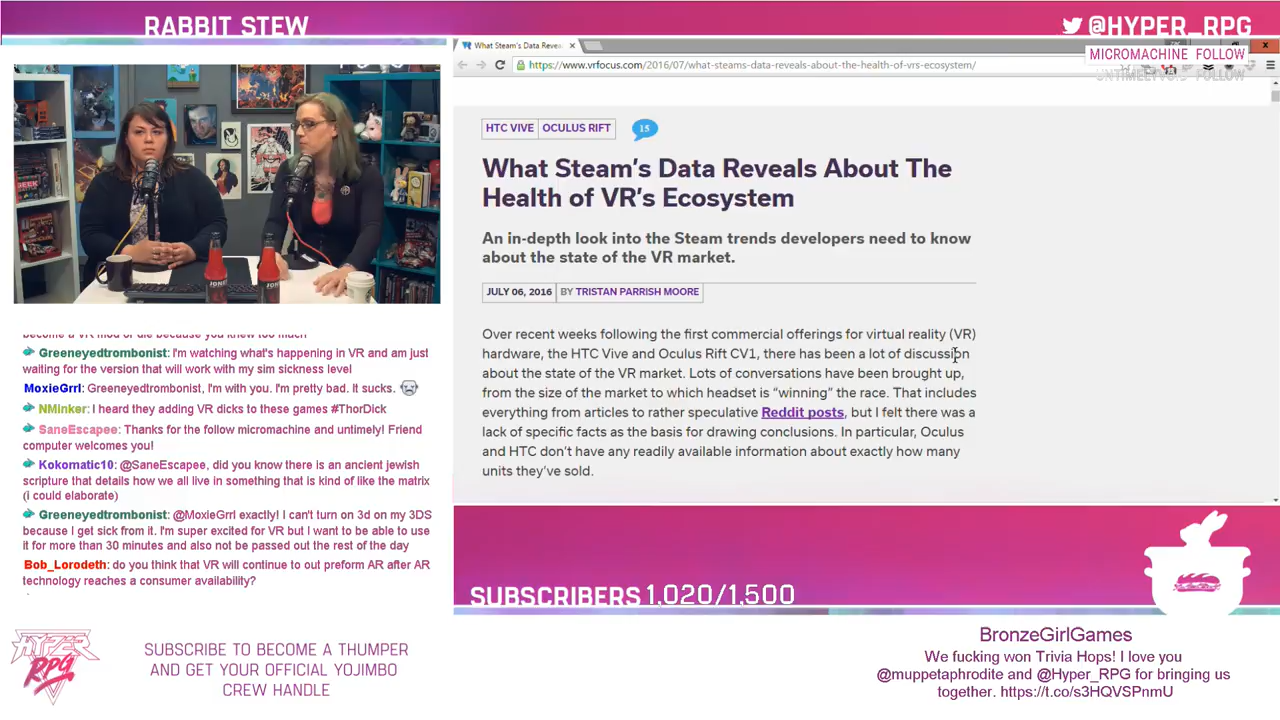 RABBIT STEW
@HYPER_RPG
What Steam's Data Revea
https://www.vrfocus.com/2016/07/what-steams-data-reveals-about-the-health-of-vrs-ecosystem/
MICROMACHINE FOLLOW
HTC VIVE
OCULUS RIFT
15
What Steam's Data Reveals About The
Health of VR's Ecosystem
An in-depth look into the Steam trends developers need to know
about the state of the VR market.
JULY 06, 2016
BY TRISTAN PARRISH MOORE
Over recent weeks following the first commercial offerings for virtual reality (VR)
hardware, the HTC Vive and Oculus Rift CV1, there has been a lot of discussion
about the state of the VR market. Lots of conversations have been brought up,
from the size of the market to which headset is “winning” the race. That includes
everything from articles to rather speculative Reddit posts, but I felt there was a
lack of specific facts as the basis for drawing conclusions. In particular, Oculus
and HTC don't have any readily available information about exactly how many
units they've sold.
become a VR mod or die because you knew too much
Greeneyedtrombonist: I'm watching what's happening in VR and am just
waiting for the version that will work with my sim sickness level
MoxieGrrl: Greeneyedtrombonist, I'm with you. I'm pretty bad. It sucks.
NMinker: I heard they adding VR dicks to these games #ThorDick
SaneEscapee: Thanks for the follow micromachine and untimely! Friend
computer welcomes you!
Kokomatic10: @SaneEscapee, did you know there is an ancient jewish
scripture that details how we all live in something that is kind of like the matrix
(i could elaborate)
Greeneyedtrombonist: @MoxieGrrl exactly! I can't turn on 3d on my 3DS
because I get sick from it. I'm super excited for VR but I want to be able to use
it for more than 30 minutes and also not be passed out the rest of the day
Bob_Lorodeth: do you think that VR will continue to out preform AR after AR
technology reaches a consumer availability?
SUBSCRIBERS 1,020/1,500
HYPER
RPG
SUBSCRIBE TO BECOME A THUMPER
AND GET YOUR OFFICIAL YOJIMBO
CREW HANDLE
BronzeGirlGames
We fucking won Trivia Hops! I love you
@muppetaphrodite and @Hyper_RPG for bringing us
together. https://t.co/s3HQVSPnmU